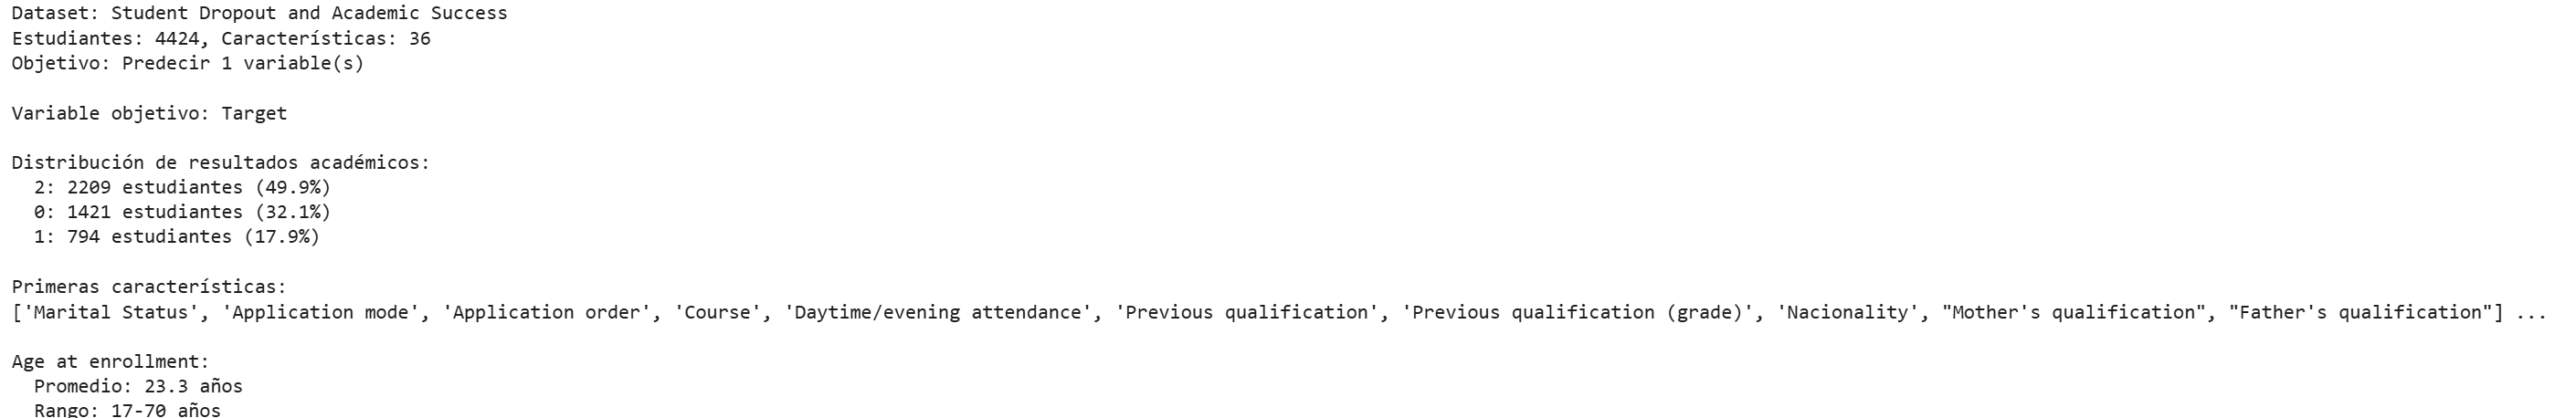 Dataset: Student Dropout and Academic Success
Estudiantes: 4424, Características: 36
Objetivo: Predecir 1 variable(s)
Variable objetivo: Target
Distribución de resultados académicos:
2: 2209 estudiantes (49.9%)
0: 1421 estudiantes (32.1%)
1: 794 estudiantes (17.9%)
Primeras características:
['Marital Status', 'Application mode', 'Application order', 'Course', 'Daytime/evening attendance', 'Previous qualification', 'Previous qualification (grade)', 'Nacionality', "Mother's qualification", "Father's qualification"] ...
Age at enrollment:
Promedio: 23.3 años
Rango: 17-70 años